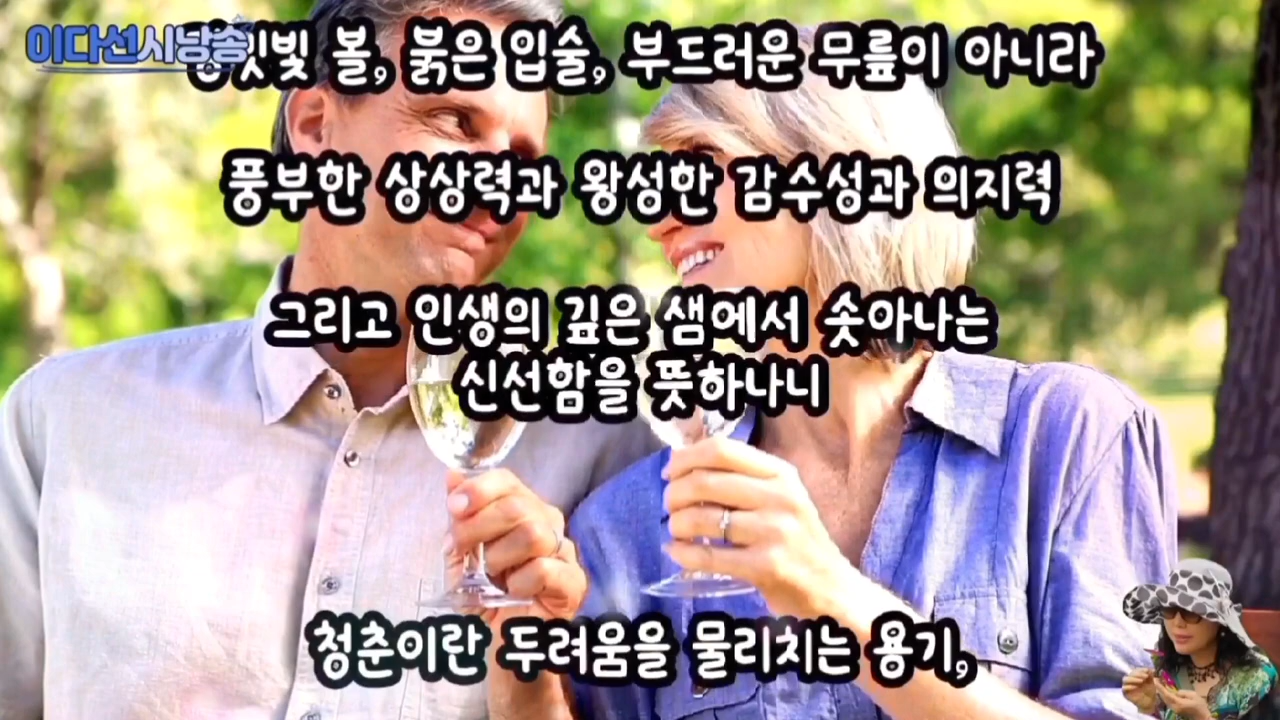 이다선시낭송
볼, 붉은 입술, 부드러운 무릎이 아니라
풍부한 상상력과 왕성한 감수성과 의지력
그리고 인생의 깊은 샘에서 솟아나는
신선함을 뜻하나니
청춘이란 두려움을 물리치는 용기,